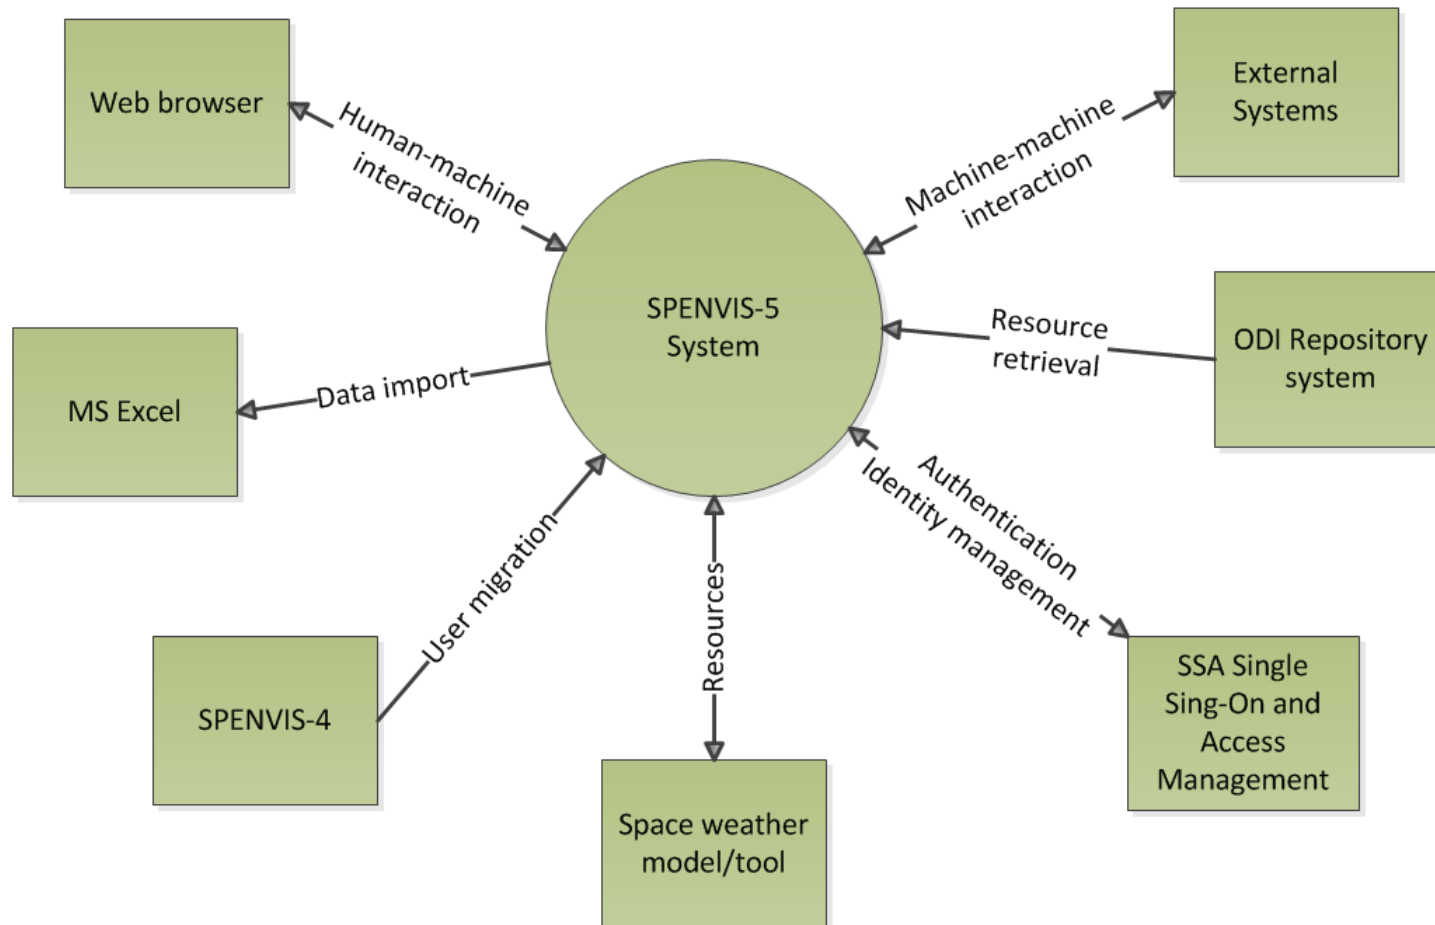 Web browser
Human-machine
interaction
External
Systems
Machine-machine
interaction
SPENVIS-5
System
Resource
retrieval
ODI Repository
system
MS Excel
Data import
Authentication
Identity management
User migration
Resources
SPENVIS-4
SSA Single
Sing-On and
Access
Management
Space weather
model/tool